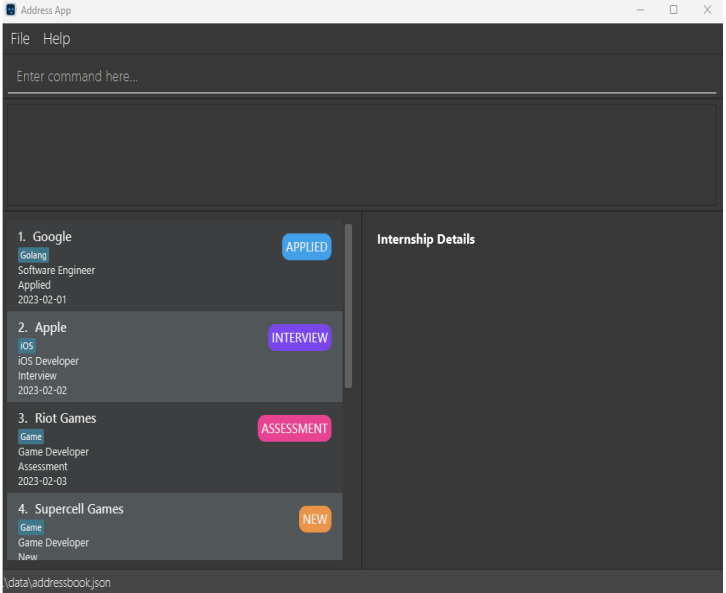 Address App
File Help
Enter command here...
1. Google
APPLIED
Golang
Software Engineer
Applied
2023-02-01
2. Apple
INTERVIEW
iOS
iOS Developer
Interview
2023-02-02
3. Riot Games
ASSESSMENT
Game
Game Developer
Assessment
2023-02-03
4. Supercell Games
NEW
Game
Game Developer
New
Internship Details
.\data\addressbook.json